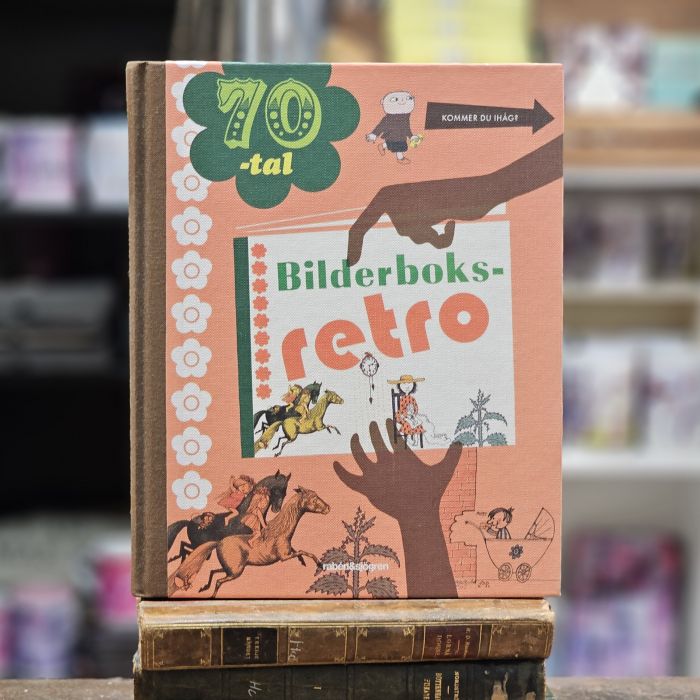 70
-tal
KOMMER DU IHÅG?
Bilderboks-
retro
rabén&sjögren